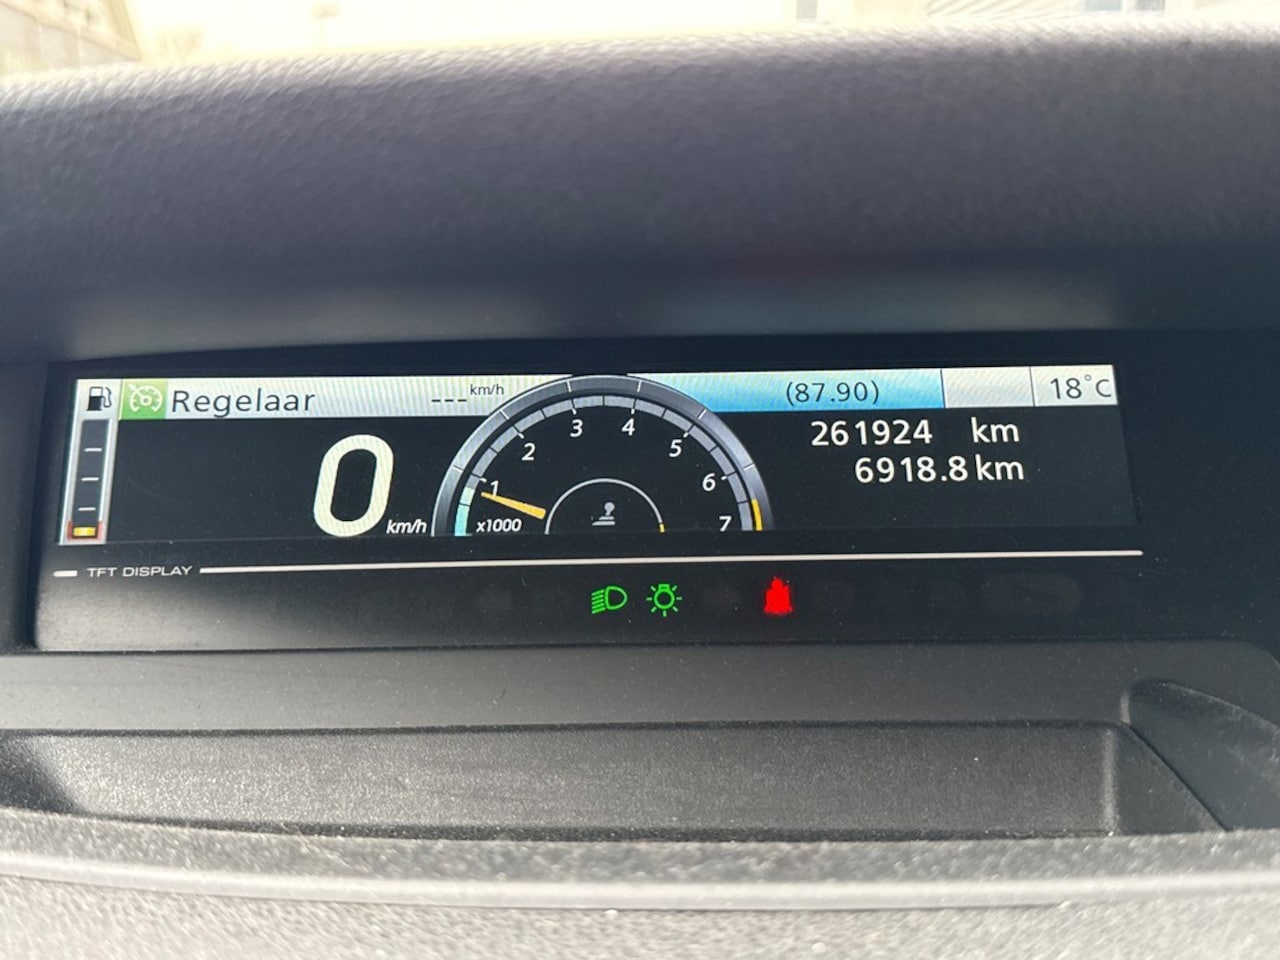 Regelaar ---km/h
(87.90)
18°C
261924 km
6918.8 km
0 km/h
1 2 3 4 5 6 7
x1000
TFT DISPLAY